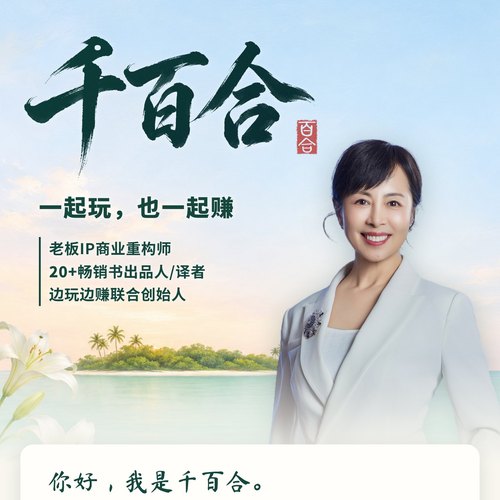 千百合
百合
一起玩，也一起赚
老板IP商业重构师
20+畅销书出品人/译者
边玩边赚联合创始人
你好，我是千百合。